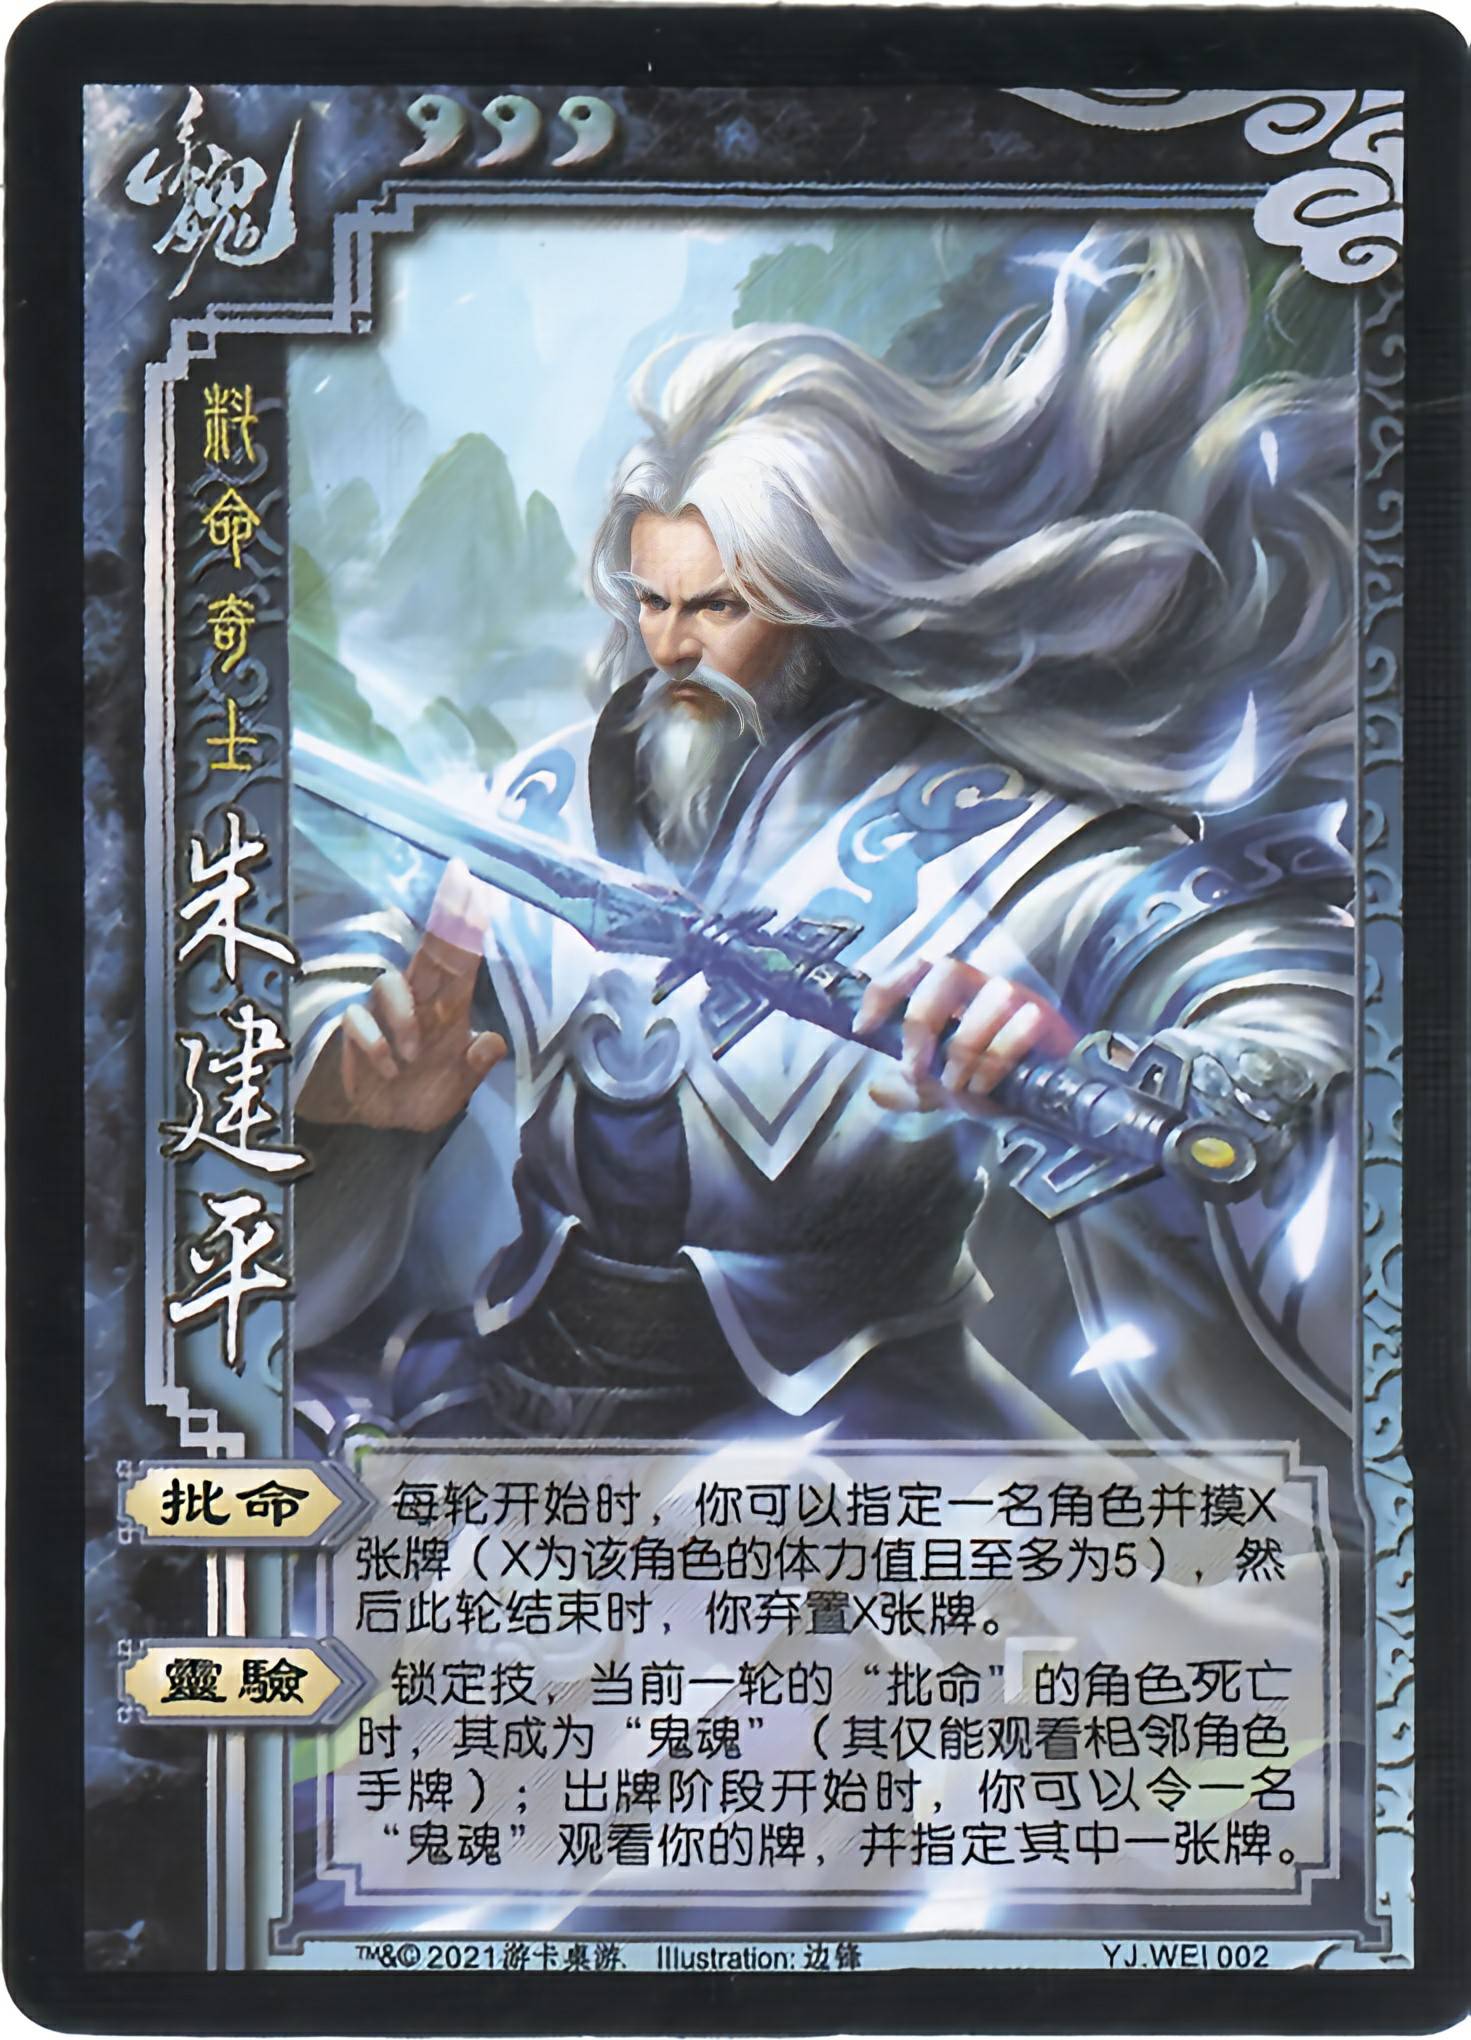 魏
料命奇士
朱建平
批命
每轮开始时，你可以指定一名角色并摸X
张牌（X为该角色的体力值且至多为5），然
后此轮结束时，你弃置X张牌。
靈驗
锁定技，当前一轮的“批命”的角色死亡
时，其成为“鬼魂”（其仅能观看相邻角色
手牌）；出牌阶段开始时，你可以令一名
“鬼魂”观看你的牌，并指定其中一张牌。
™&© 2021游卡桌游. Illustration: 边锋
YJ.WEI 002